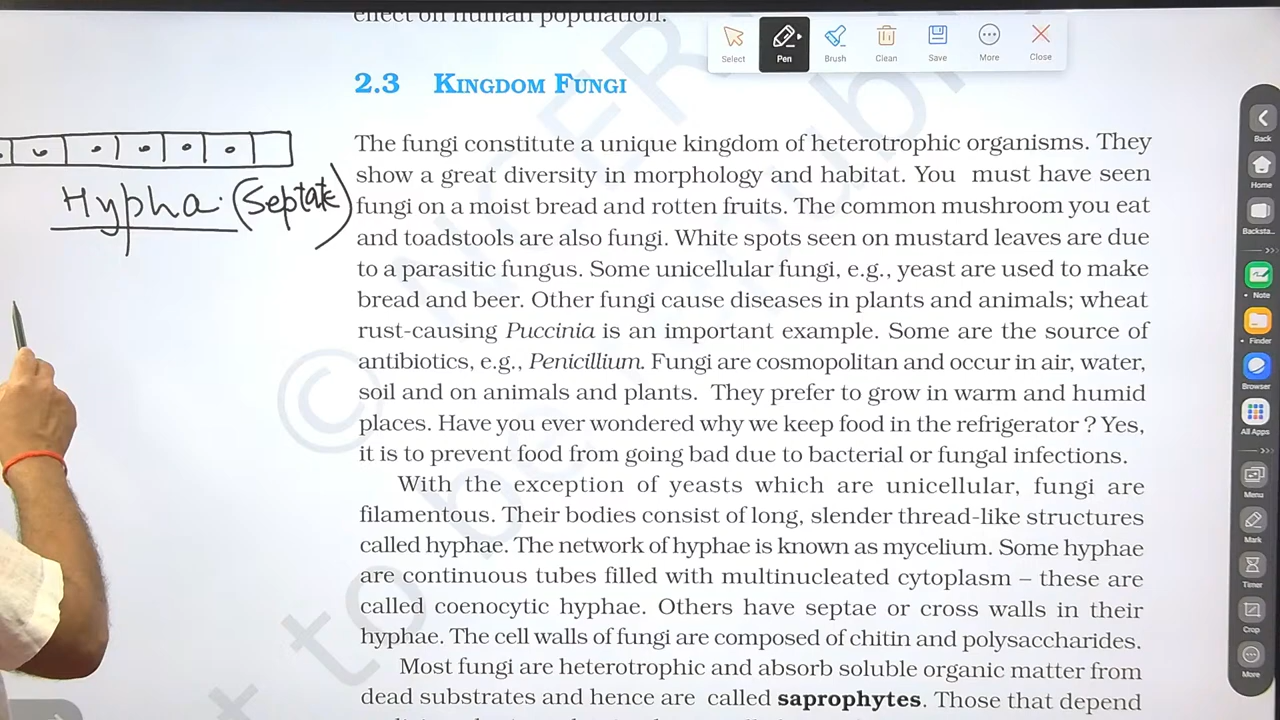 effect on human population.
Select Pen Brush Clean Save More Close
2.3 KINGDOM FUNGI
Hypha. (Septate)
The fungi constitute a unique kingdom of heterotrophic organisms. They
show a great diversity in morphology and habitat. You must have seen
fungi on a moist bread and rotten fruits. The common mushroom you eat
and toadstools are also fungi. White spots seen on mustard leaves are due
to a parasitic fungus. Some unicellular fungi, e.g., yeast are used to make
bread and beer. Other fungi cause diseases in plants and animals; wheat
rust-causing Puccinia is an important example. Some are the source of
antibiotics, e.g., Penicillium. Fungi are cosmopolitan and occur in air, water,
soil and on animals and plants. They prefer to grow in warm and humid
places. Have you ever wondered why we keep food in the refrigerator ? Yes,
it is to prevent food from going bad due to bacterial or fungal infections.
With the exception of yeasts which are unicellular, fungi are
filamentous. Their bodies consist of long, slender thread-like structures
called hyphae. The network of hyphae is known as mycelium. Some hyphae
are continuous tubes filled with multinucleated cytoplasm – these are
called coenocytic hyphae. Others have septae or cross walls in their
hyphae. The cell walls of fungi are composed of chitin and polysaccharides.
Most fungi are heterotrophic and absorb soluble organic matter from
dead substrates and hence are called saprophytes. Those that depend
Back
Home
Backsta...
Note
Finder
Browser
All Apps
Menu
Mark
Timer
Crop
More
© NCERT
not to be republi